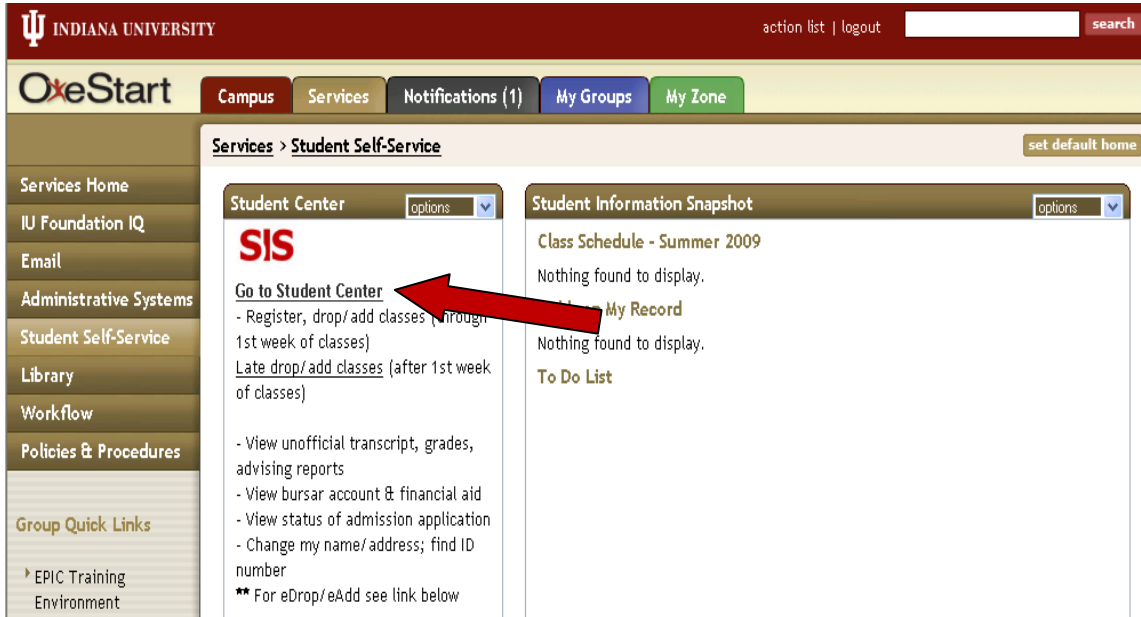 INDIANA UNIVERSITY
action list | logout
search
OneStart
Campus
Services
Notifications (1)
My Groups
My Zone
Services > Student Self-Service
set default home
Services Home
IU Foundation IQ
Email
Administrative Systems
Student Self-Service
Library
Workflow
Policies & Procedures
Group Quick Links
EPIC Training
Environment
Student Center
options
SIS
Go to Student Center
- Register, drop/add classes (through
1st week of classes)
Late drop/add classes (after 1st week
of classes)
- View unofficial transcript, grades,
advising reports
- View bursar account & financial aid
- View status of admission application
- Change my name/address; find ID
number
** For eDrop/eAdd see link below
Student Information Snapshot
options
Class Schedule - Summer 2009
Nothing found to display.
My Record
Nothing found to display.
To Do List